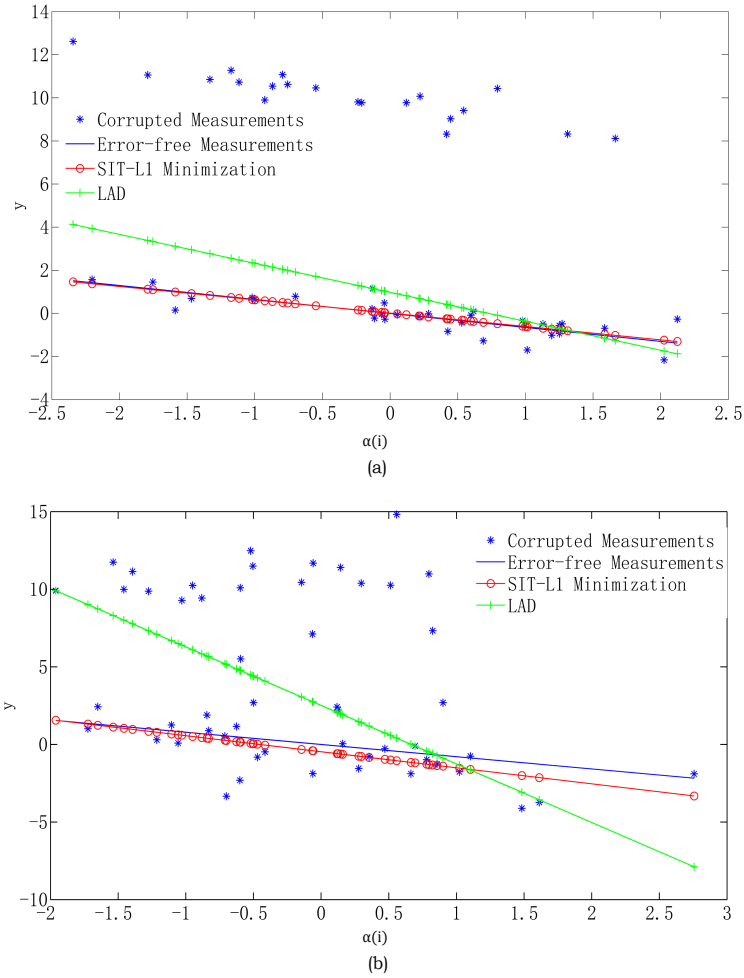 14
12
10
8
6
4
2
0
-2
-4
y
Corrupted Measurements
Error-free Measurements
SIT-L1 Minimization
LAD
-2.5 -2 -1.5 -1 -0.5 0 0.5 1 1.5 2 2.5
α(i)
(a)
15
10
5
0
-5
-10
y
Corrupted Measurements
Error-free Measurements
SIT-L1 Minimization
LAD
-2 -1.5 -1 -0.5 0 0.5 1 1.5 2 2.5 3
α(i)
(b)